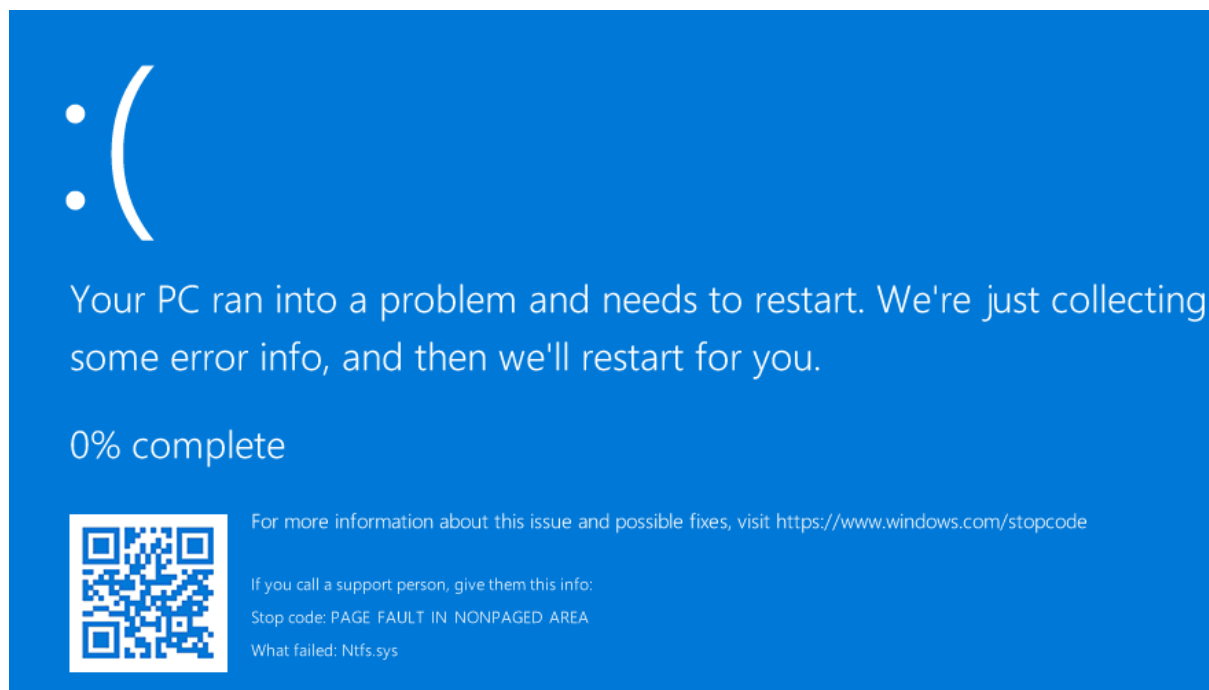 :(
Your PC ran into a problem and needs to restart. We're just collecting
some error info, and then we'll restart for you.
0% complete
For more information about this issue and possible fixes, visit https://www.windows.com/stopcode
If you call a support person, give them this info:
Stop code: PAGE FAULT IN NONPAGED AREA
What failed: Ntfs.sys